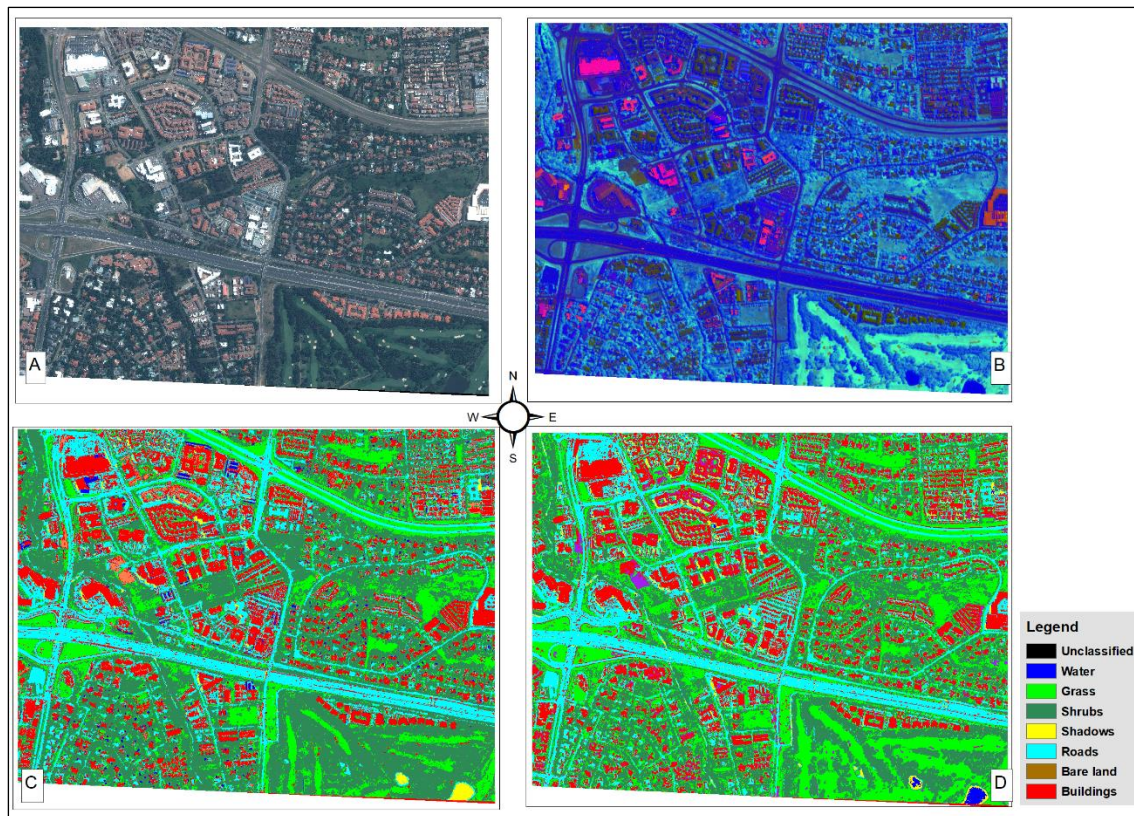 A
B
N
W E
S
C
D
Legend
Unclassified
Water
Grass
Shrubs
Shadows
Roads
Bare land
Buildings